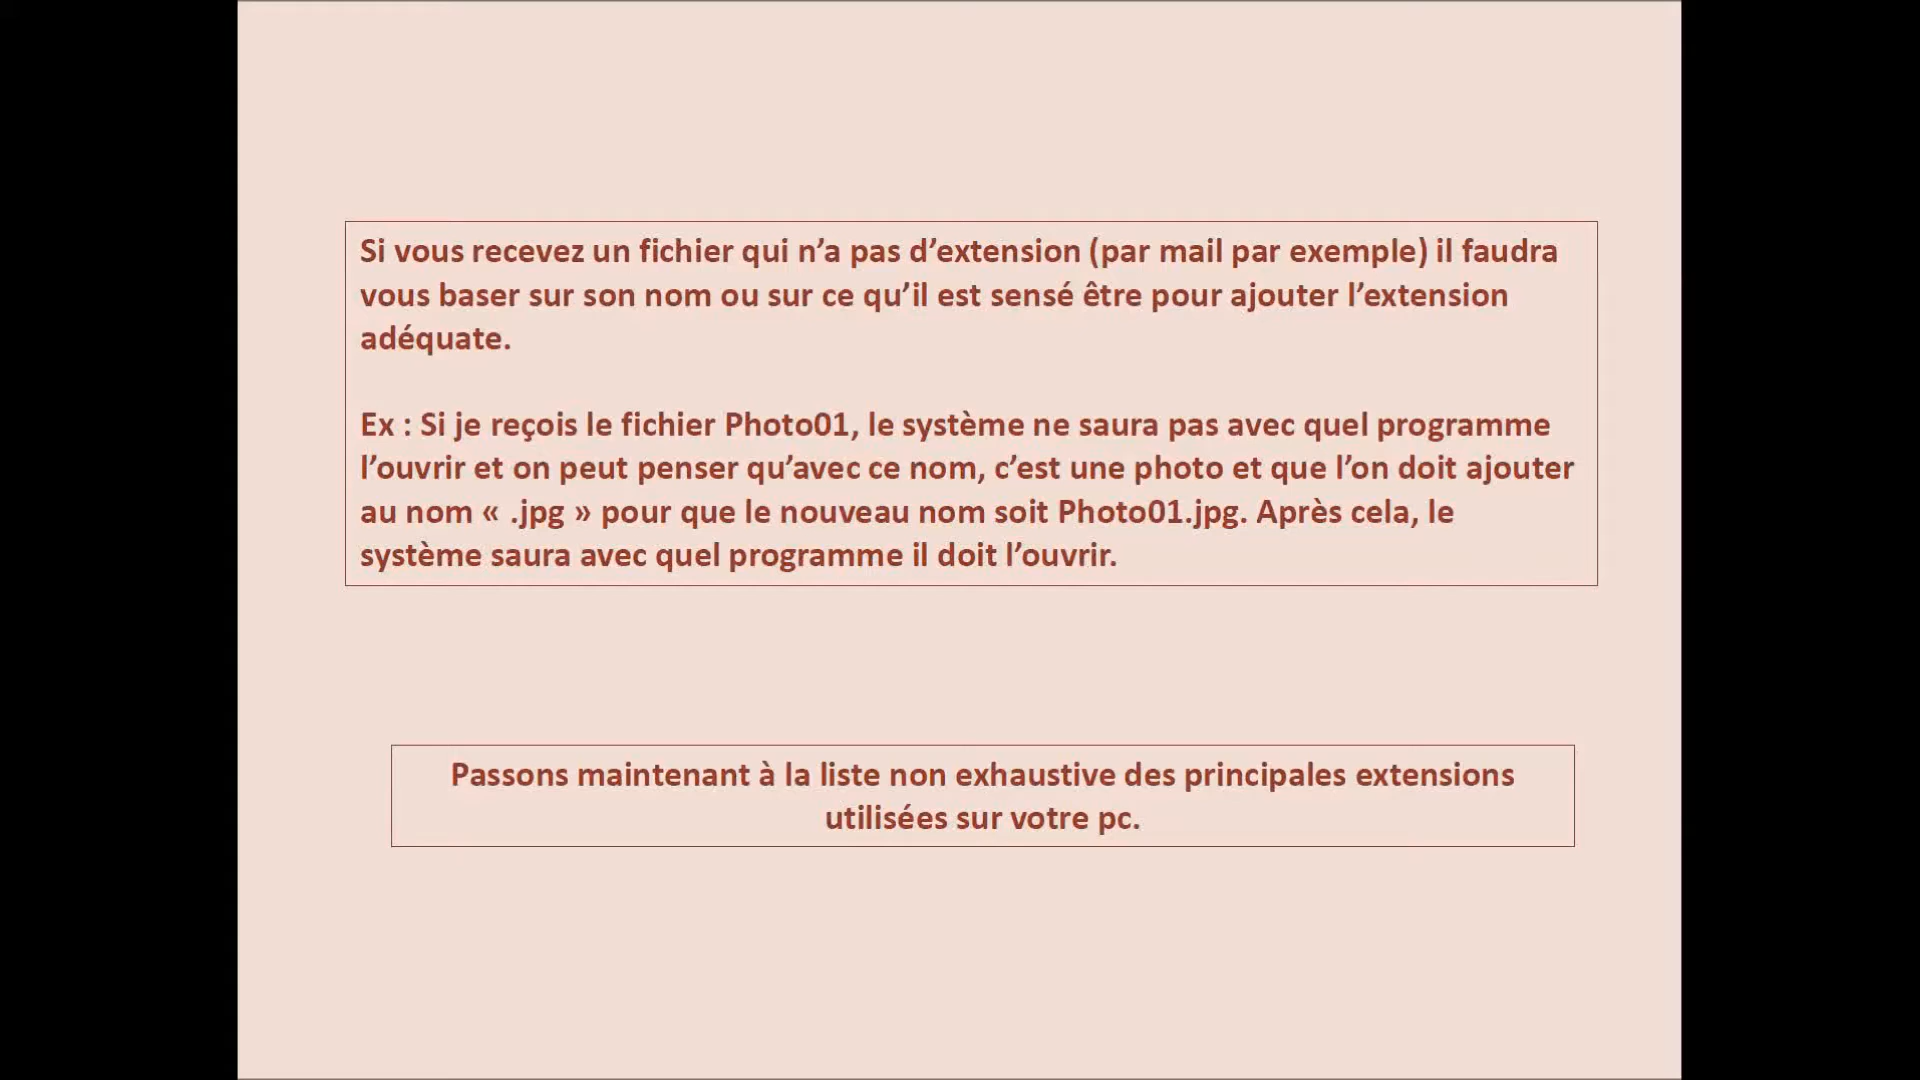 Si vous recevez un fichier qui n’a pas d’extension (par mail par exemple) il faudra
vous baser sur son nom ou sur ce qu’il est sensé être pour ajouter l’extension
adéquate.
Ex : Si je reçois le fichier Photo01, le système ne saura pas avec quel programme
l’ouvrir et on peut penser qu’avec ce nom, c’est une photo et que l’on doit ajouter
au nom « .jpg » pour que le nouveau nom soit Photo01.jpg. Après cela, le
système saura avec quel programme il doit l’ouvrir.
Passons maintenant à la liste non exhaustive des principales extensions
utilisées sur votre pc.